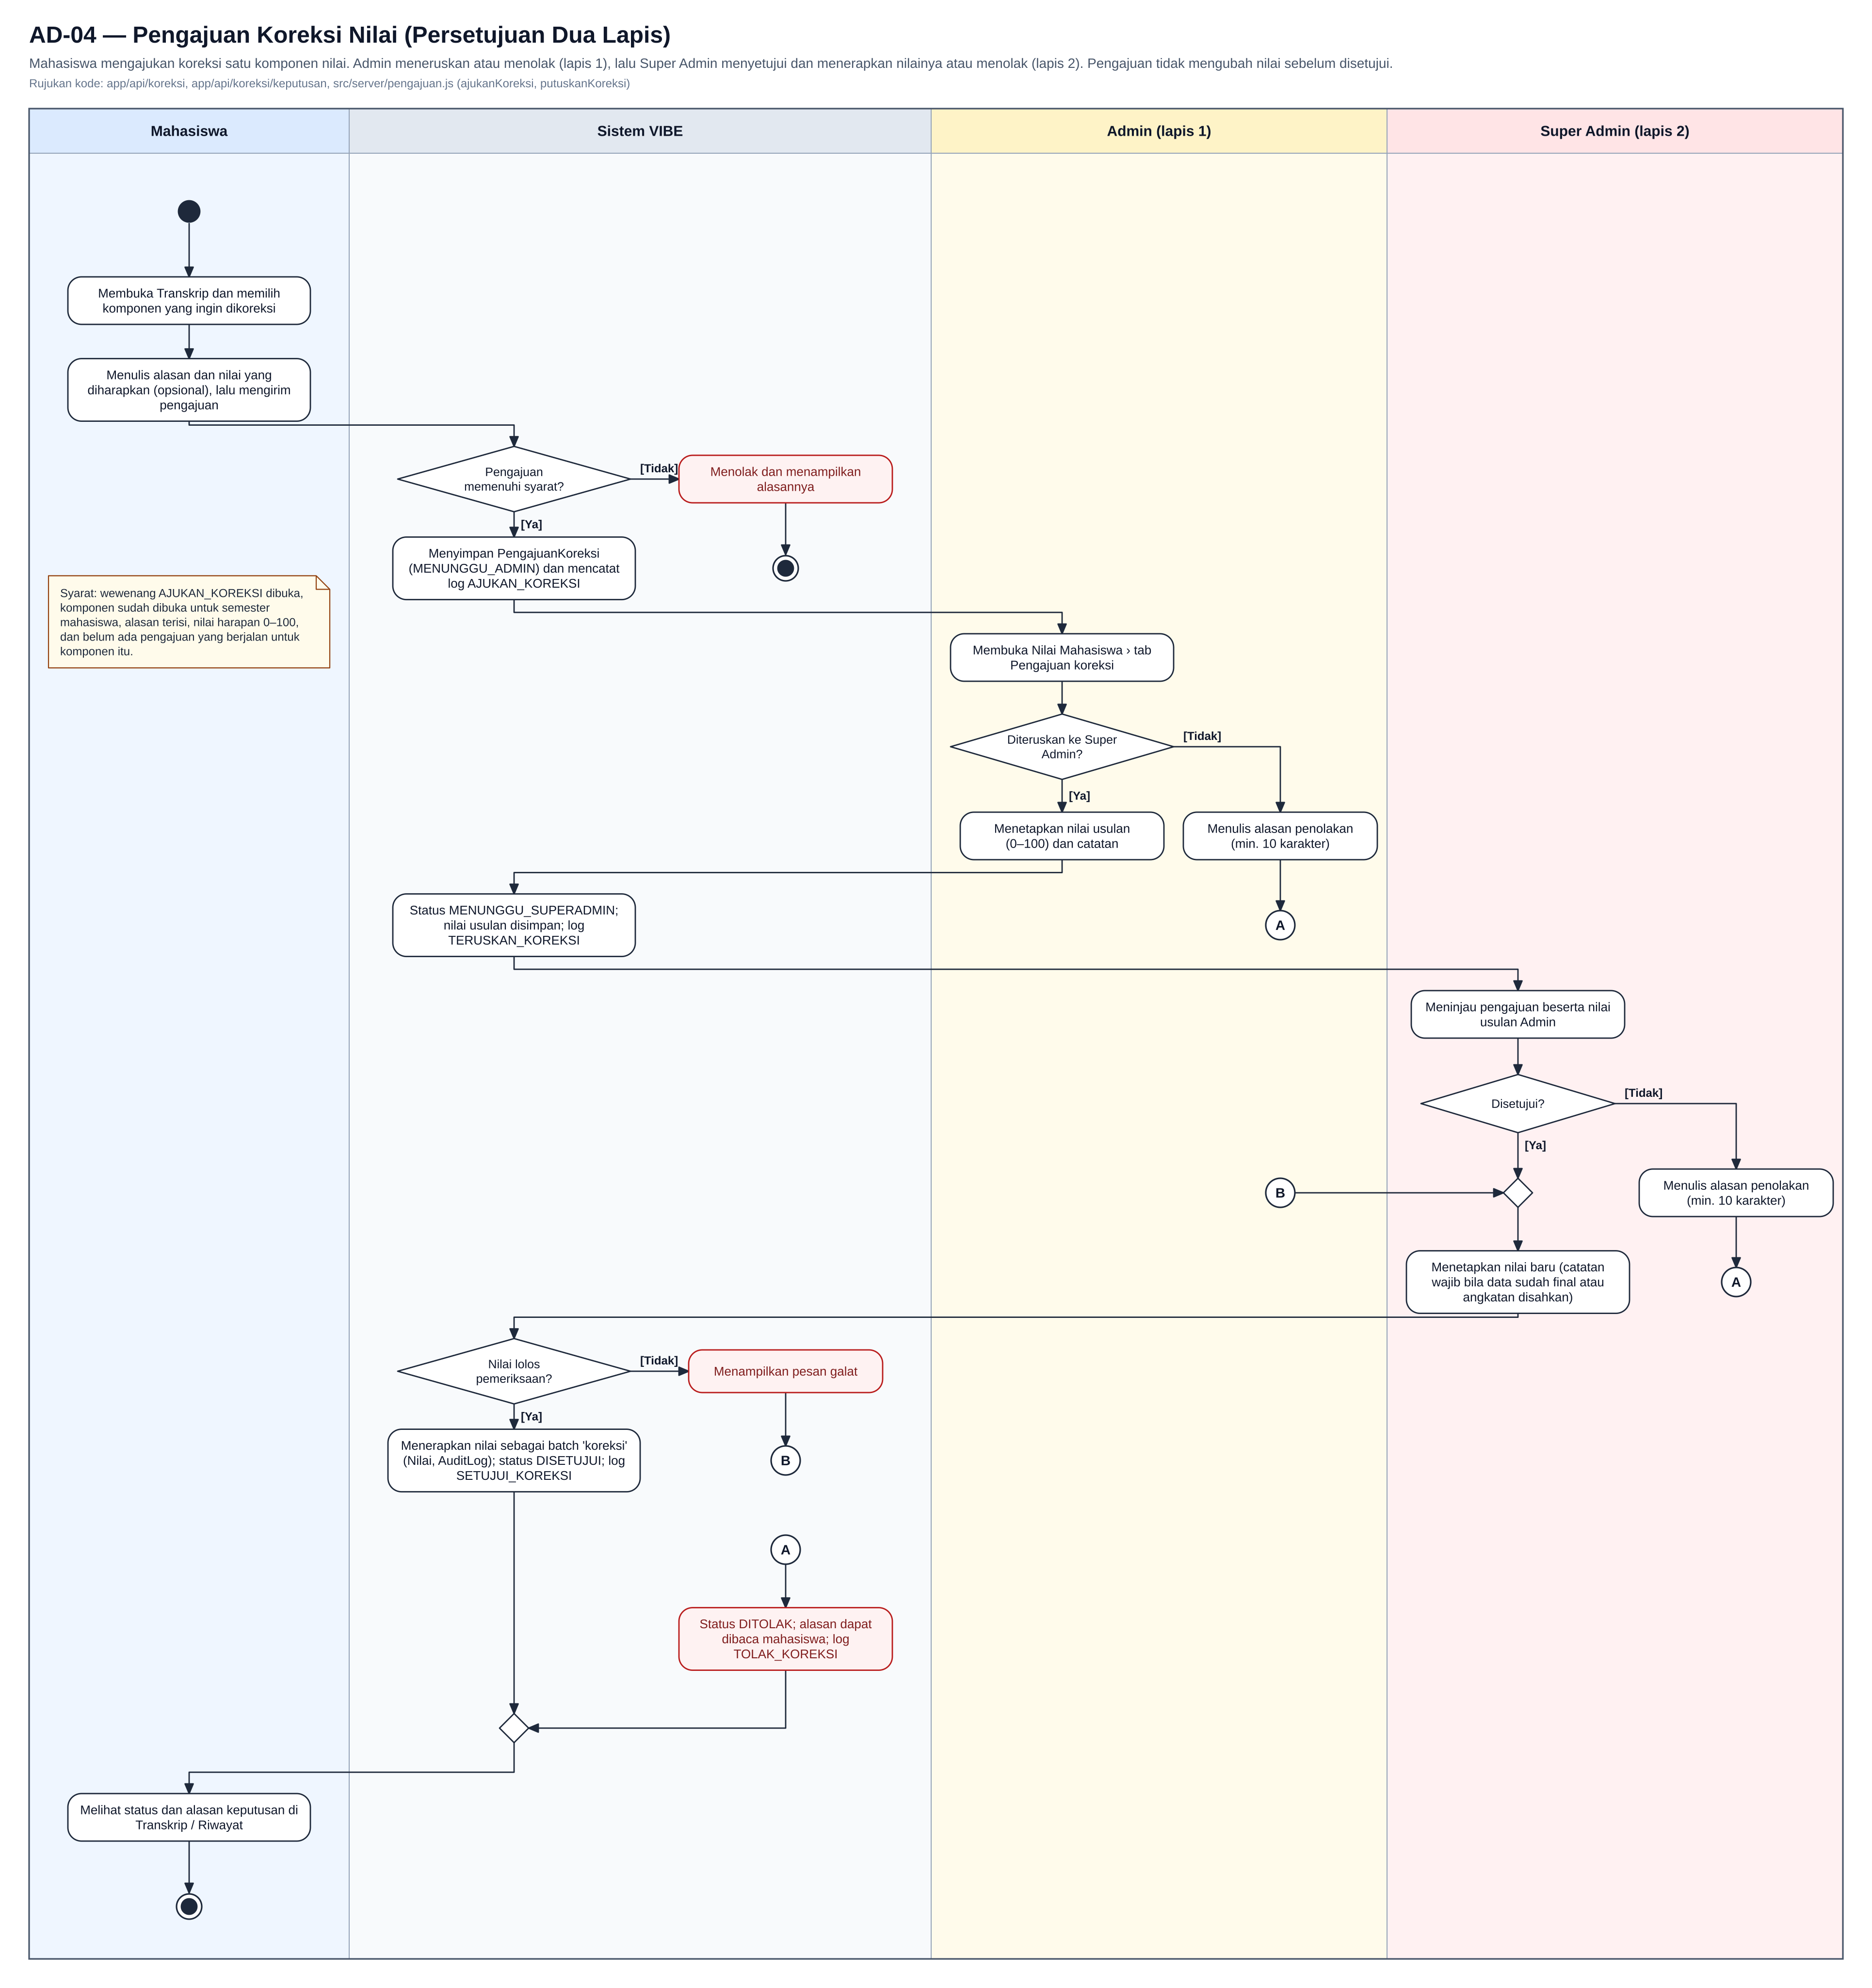 AD-04 — Pengajuan Koreksi Nilai (Persetujuan Dua Lapis)
Mahasiswa mengajukan koreksi satu komponen nilai. Admin meneruskan atau menolak (lapis 1), lalu Super Admin menyetujui dan menerapkan nilainya atau menolak (lapis 2). Pengajuan tidak mengubah nilai sebelum disetujui.
Rujukan kode: app/api/koreksi, app/api/koreksi/keputusan, src/server/pengajuan.js (ajukanKoreksi, putuskanKoreksi)
Mahasiswa
Sistem VIBE
Admin (lapis 1)
Super Admin (lapis 2)
Membuka Transkrip dan memilih
komponen yang ingin dikoreksi
Menulis alasan dan nilai yang
diharapkan (opsional), lalu mengirim
pengajuan
Pengajuan
memenuhi syarat?
[Tidak]
Menolak dan menampilkan
alasannya
[Ya]
Menyimpan PengajuanKoreksi
(MENUNGGU_ADMIN) dan mencatat
log AJUKAN_KOREKSI
Syarat: wewenang AJUKAN_KOREKSI dibuka,
komponen sudah dibuka untuk semester
mahasiswa, alasan terisi, nilai harapan 0–100,
dan belum ada pengajuan yang berjalan untuk
komponen itu.
Membuka Nilai Mahasiswa › tab
Pengajuan koreksi
Diteruskan ke Super
Admin?
[Tidak]
[Ya]
Menetapkan nilai usulan
(0–100) dan catatan
Menulis alasan penolakan
(min. 10 karakter)
Status MENUNGGU_SUPERADMIN;
nilai usulan disimpan; log
TERUSKAN_KOREKSI
A
Meninjau pengajuan beserta nilai
usulan Admin
Disetujui?
[Tidak]
[Ya]
B
Menulis alasan penolakan
(min. 10 karakter)
Menetapkan nilai baru (catatan
wajib bila data sudah final atau
angkatan disahkan)
A
Nilai lolos
pemeriksaan?
[Tidak]
Menampilkan pesan galat
[Ya]
Menerapkan nilai sebagai batch 'koreksi'
(Nilai, AuditLog); status DISETUJUI; log
SETUJUI_KOREKSI
B
A
Status DITOLAK; alasan dapat
dibaca mahasiswa; log
TOLAK_KOREKSI
Melihat status dan alasan keputusan di
Transkrip / Riwayat